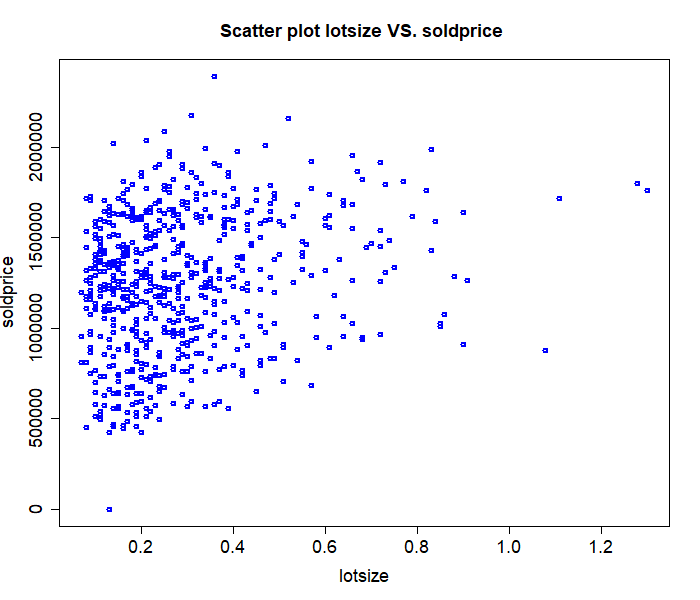 Scatter plot lotsize VS. soldprice
soldprice
2000000
1500000
1000000
500000
0
0.2 0.4 0.6 0.8 1.0 1.2
lotsize